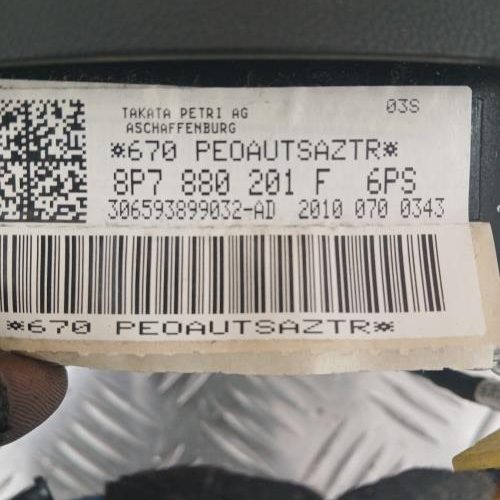 TAKATA PETRI AG 03S
ASCHAFFENBURG
*670 PEOAUTSAZTR*
8P7 880 201 F 6PS
306593899032-AD 2010 070 0343
*670 PEOAUTSAZTR*